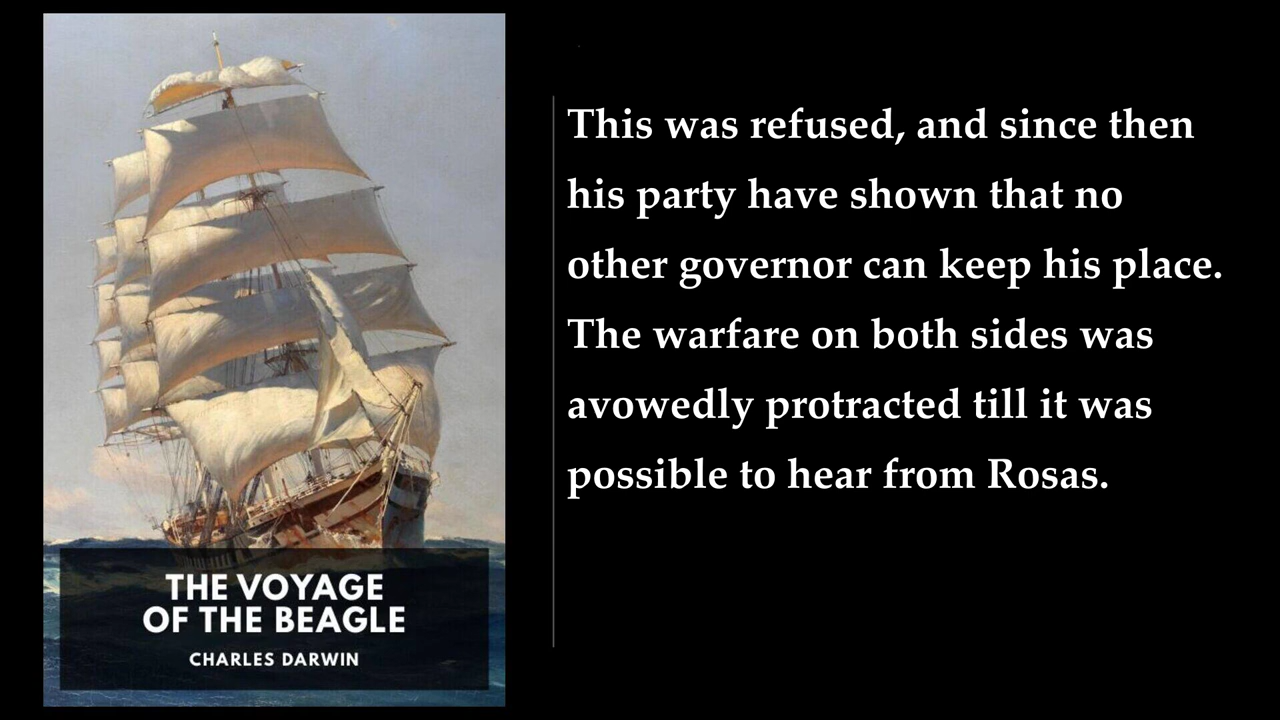 THE VOYAGE
OF THE BEAGLE
CHARLES DARWIN
This was refused, and since then
his party have shown that no
other governor can keep his place.
The warfare on both sides was
avowedly protracted till it was
possible to hear from Rosas.